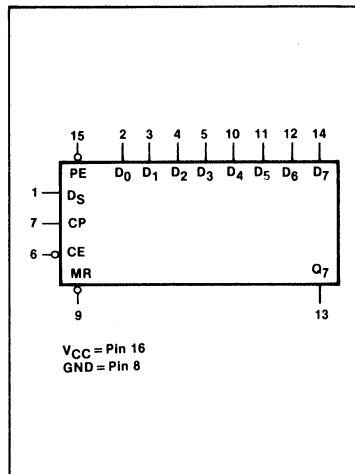 15 2 3 4 5 10 11 12 14
PE D0 D1 D2 D3 D4 D5 D6 D7
1 DS
7 CP
6 CE
MR Q7
9 13
VCC = Pin 16
GND = Pin 8